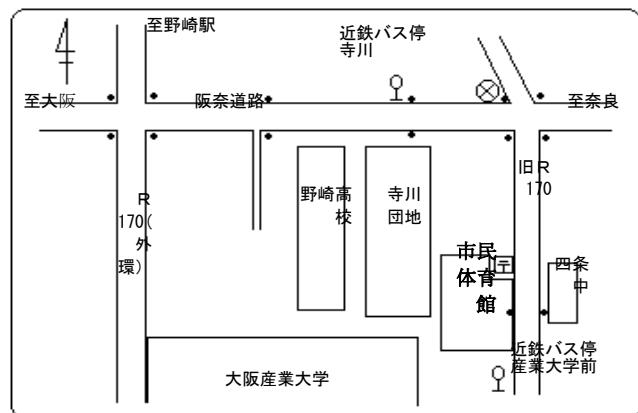 至野崎駅
近鉄バス停
寺川
至大阪
阪奈道路
至奈良
旧R
170
R
170(
外
環)
野崎高
校
寺川
団地
市民
体育
館
〒
四条
中
近鉄バス停
産業大学前
大阪産業大学